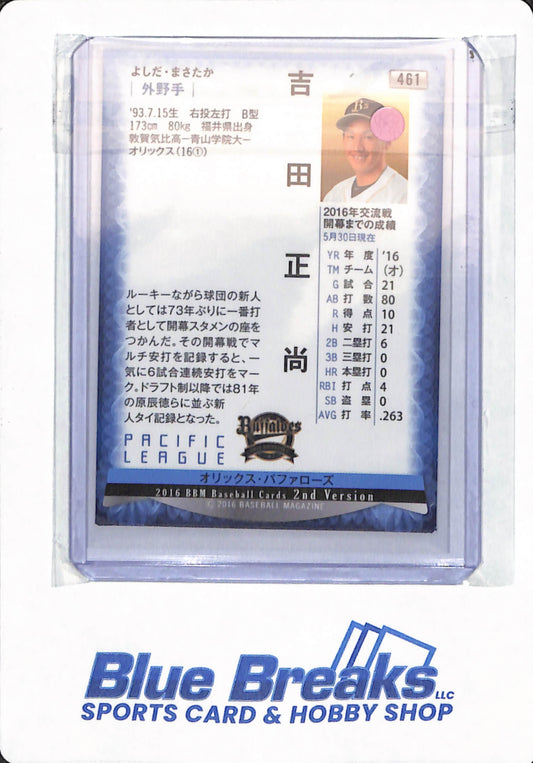 よしだ・まさたか
外野手
'93.7.15生 右投左打 B型
173cm 80kg 福井県出身
敦賀気比高ー青山学院大ー
オリックス(16①)
吉田正尚
461
2016年交流戦
開幕までの成績
5月30日現在
YR 年度 '16
TM チーム (オ)
G 試合 21
AB 打数 80
R 得点 10
H 安打 21
2B 二塁打 6
3B 三塁打 0
HR 本塁打 0
RBI 打点 4
SB 盗塁 0
AVG 打率 .263
ルーキーながら球団の新人
としては73年ぶりに一番打
者として開幕スタメンの座を
つかんだ。その開幕戦でマ
ルチ安打を記録すると、一
気に6試合連続安打をマー
ク。ドラフト制以降では81年
の原辰徳らに並ぶ新
人タイ記録となった。
PACIFIC
LEAGUE
Buffaloes
オリックス・バファローズ
2016 BBM Baseball Cards 2nd Version
© 2016 BASEBALL MAGAZINE
Blue Breaks LLC
SPORTS CARD & HOBBY SHOP